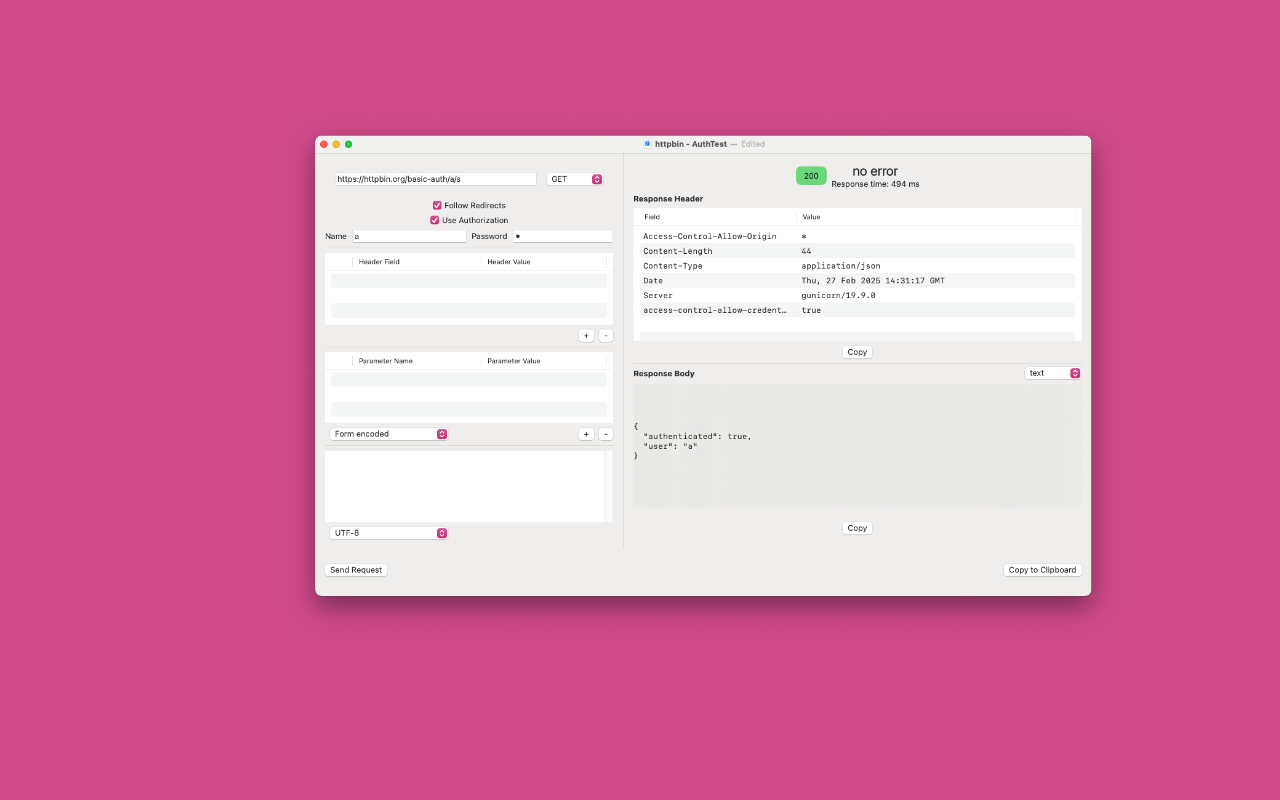 httpbin - AuthTest — Edited
https://httpbin.org/basic-auth/a/s
GET
Follow Redirects
Use Authorization
Name a Password •
Header Field Header Value
+ -
Parameter Name Parameter Value
Form encoded
+ -
UTF-8
Send Request
200
no error
Response time: 494 ms
Response Header
Field Value
Access-Control-Allow-Origin *
Content-Length 44
Content-Type application/json
Date Thu, 27 Feb 2025 14:31:17 GMT
Server gunicorn/19.9.0
access-control-allow-credent… true
Copy
Response Body
text
{
"authenticated": true,
"user": "a"
}
Copy
Copy to Clipboard